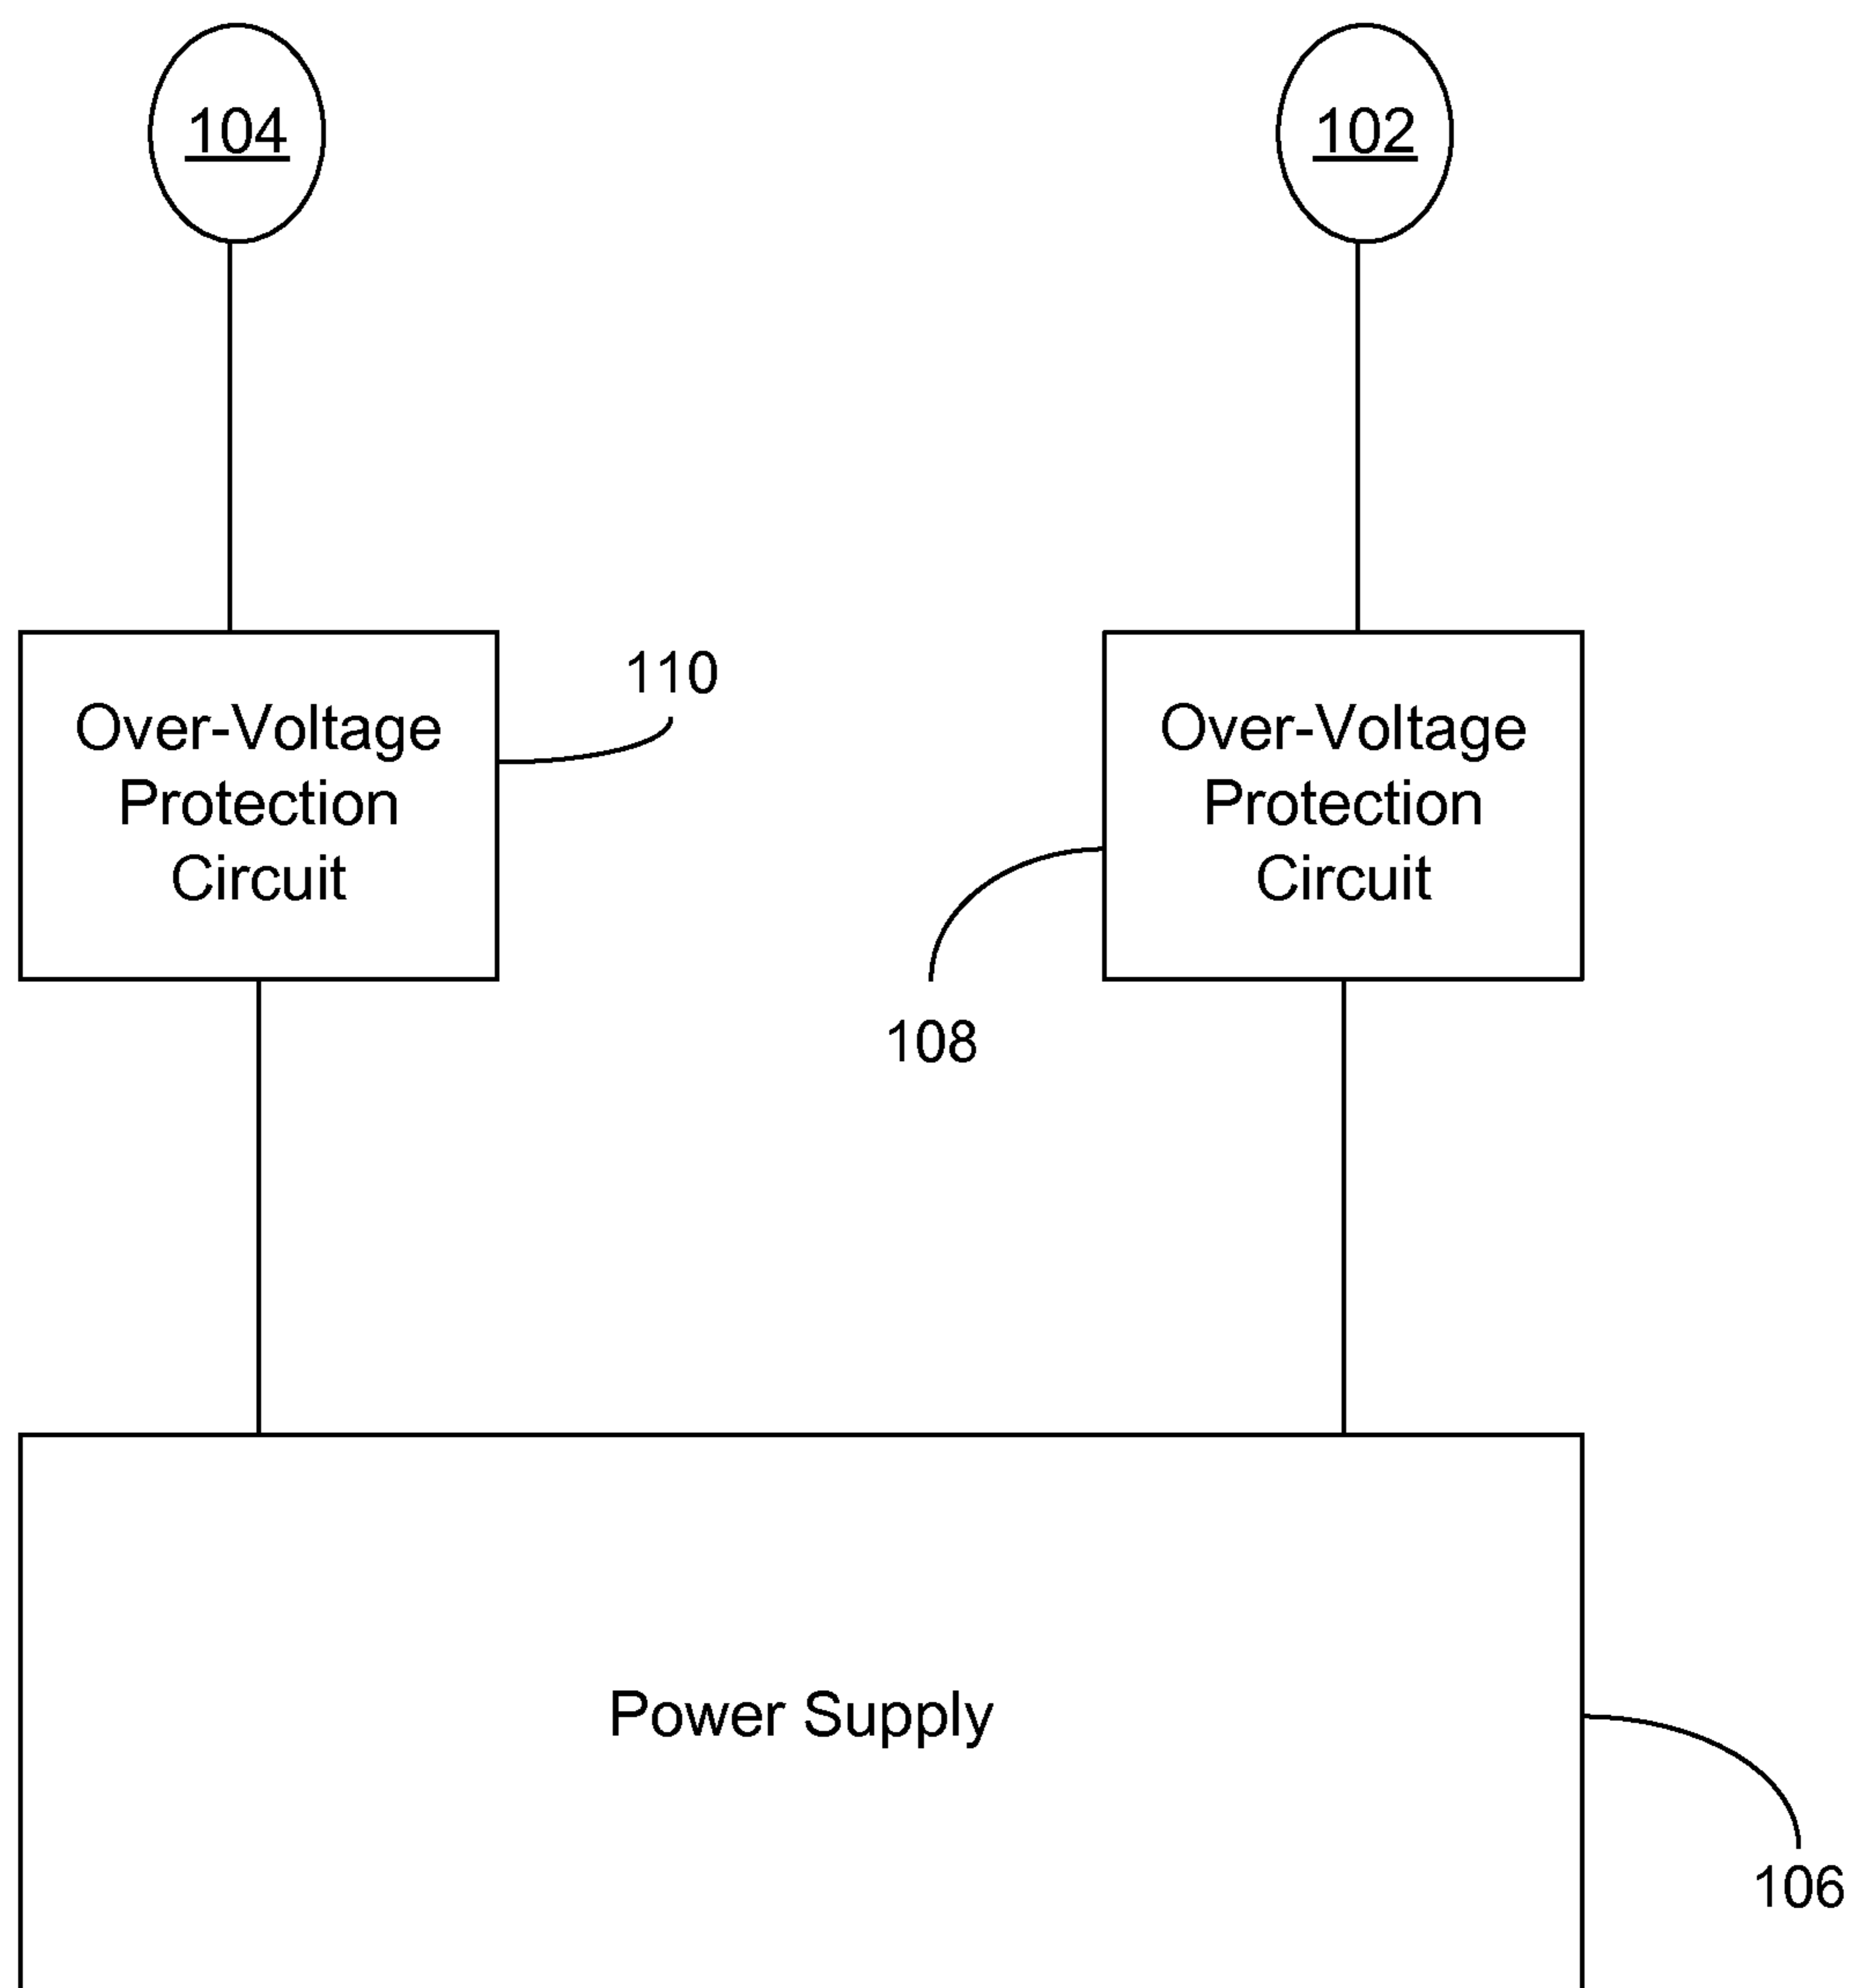 104
102
110
Over-Voltage
Protection
Circuit
Over-Voltage
Protection
Circuit
108
Power Supply
106